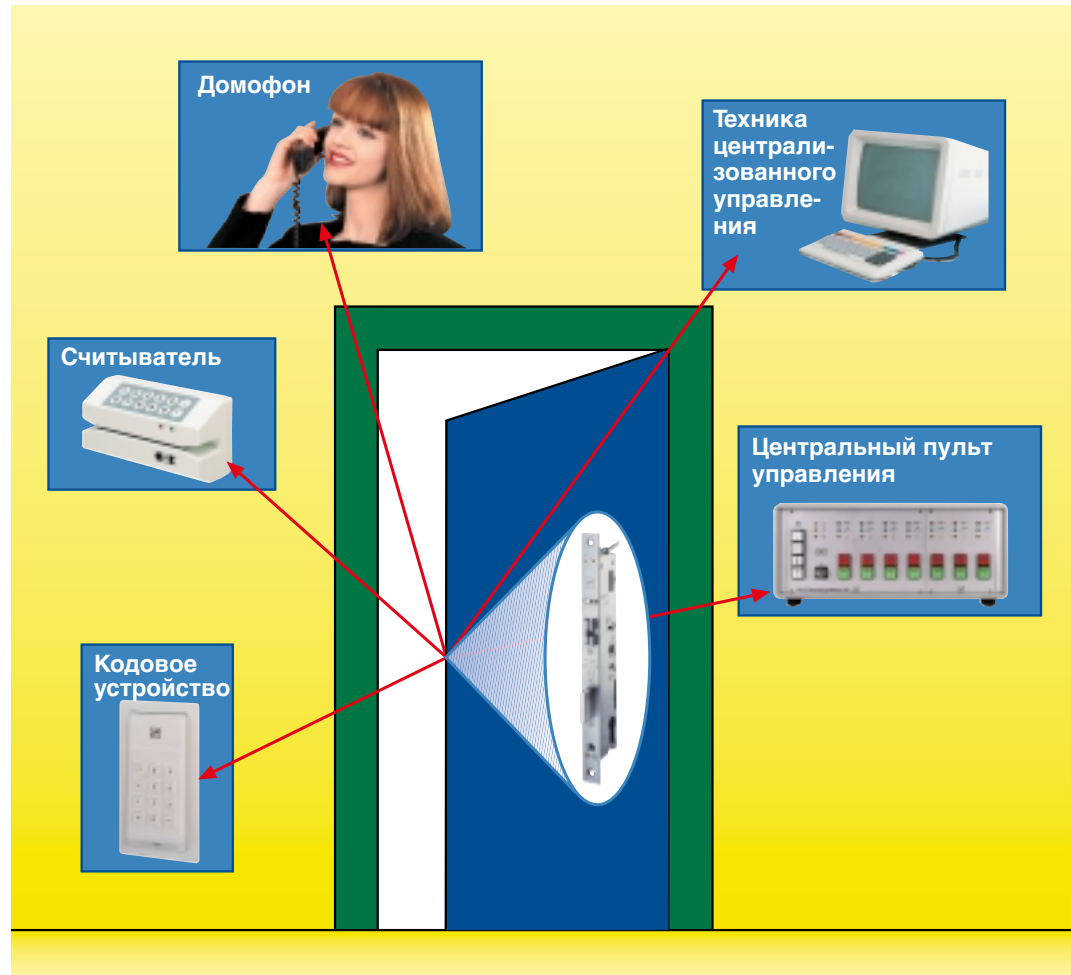 Домофон
Техника
централи-
зованного
управле-
ния
Считыватель
Центральный пульт
управления
Кодовое
устройство